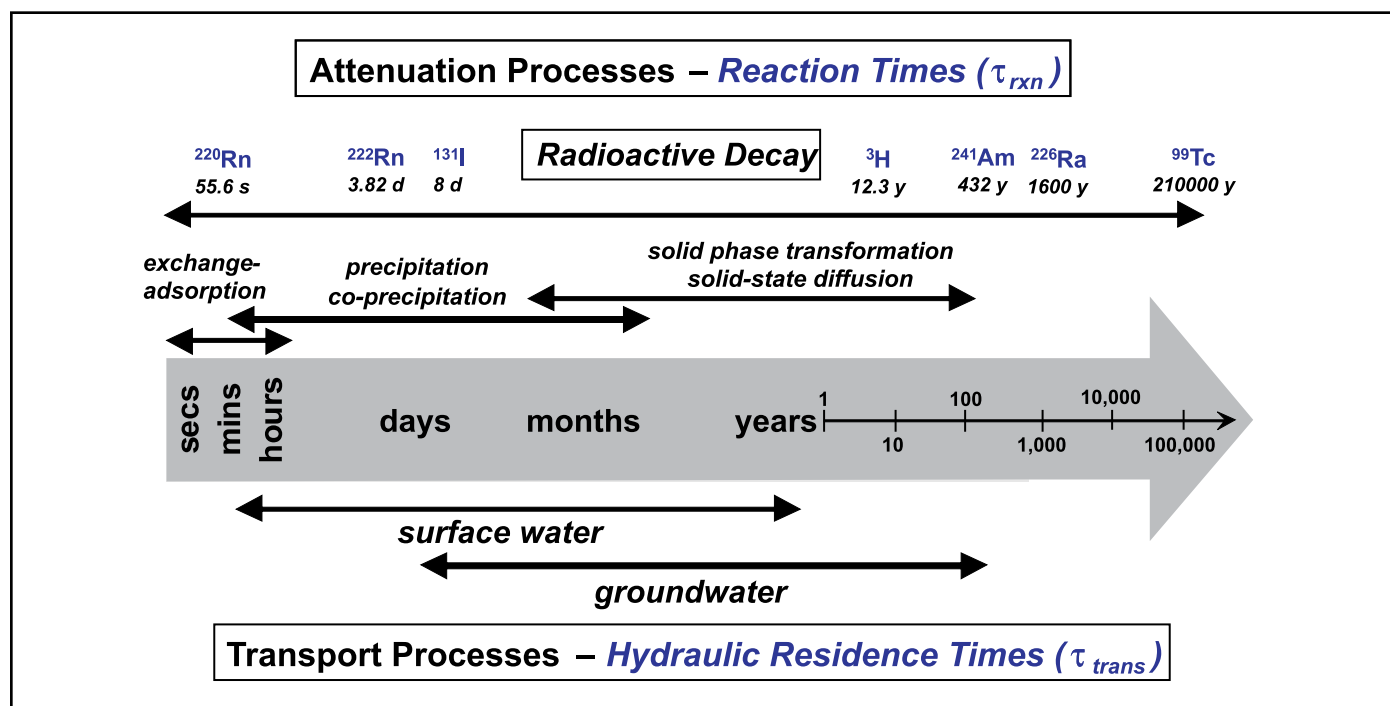 Attenuation Processes – Reaction Times (τrxn)
Radioactive Decay
²²⁰Rn
55.6 s
²²²Rn
3.82 d
¹³¹I
8 d
³H
12.3 y
²⁴¹Am
432 y
²²⁶Ra
1600 y
⁹⁹Tc
210000 y
exchange-
adsorption
precipitation
co-precipitation
solid phase transformation
solid-state diffusion
secs
mins
hours
days
months
years
1
10
100
1,000
10,000
100,000
surface water
groundwater
Transport Processes – Hydraulic Residence Times (τ trans)